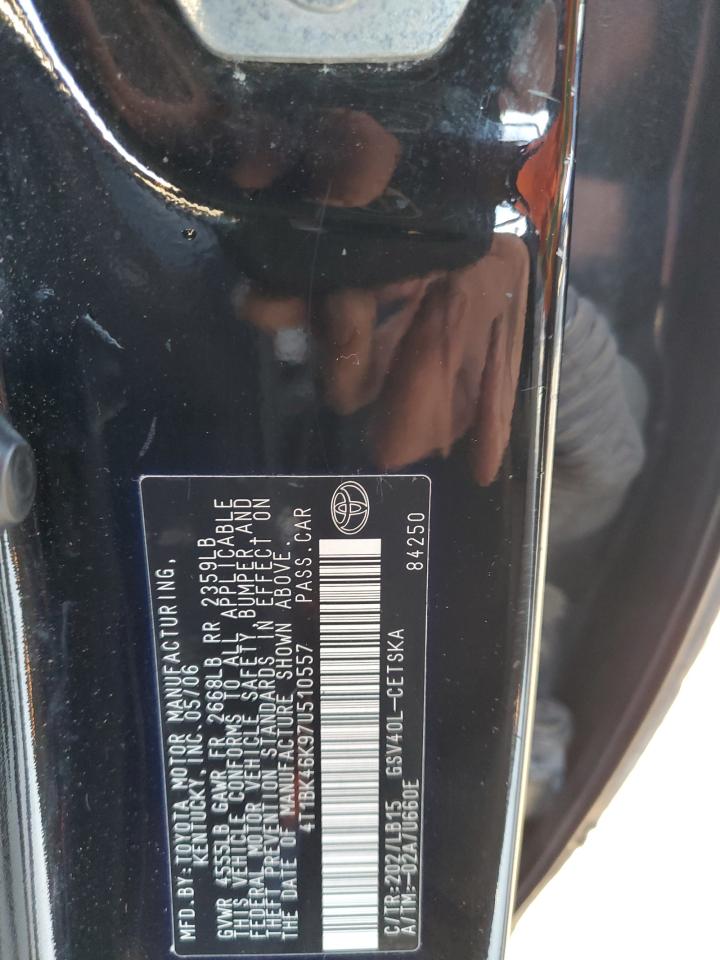 MFD.BY:TOYOTA MOTOR MANUFACTURING,
KENTUCKY, INC. 05/06
GVWR 4555LB GAWR FR 2668LB RR 2359LB
THIS VEHICLE CONFORMS TO ALL APPLICABLE
FEDERAL MOTOR VEHICLE SAFETY, BUMPER, AND
THEFT PREVENTION STANDARDS IN EFFECT ON
THE DATE OF MANUFACTURE SHOWN ABOVE.
4T1BK46K97U510557 PASS.CAR
C/TR:202/LB15 GSV40L-CETSKA 84250
A/TM:-02A/U660E